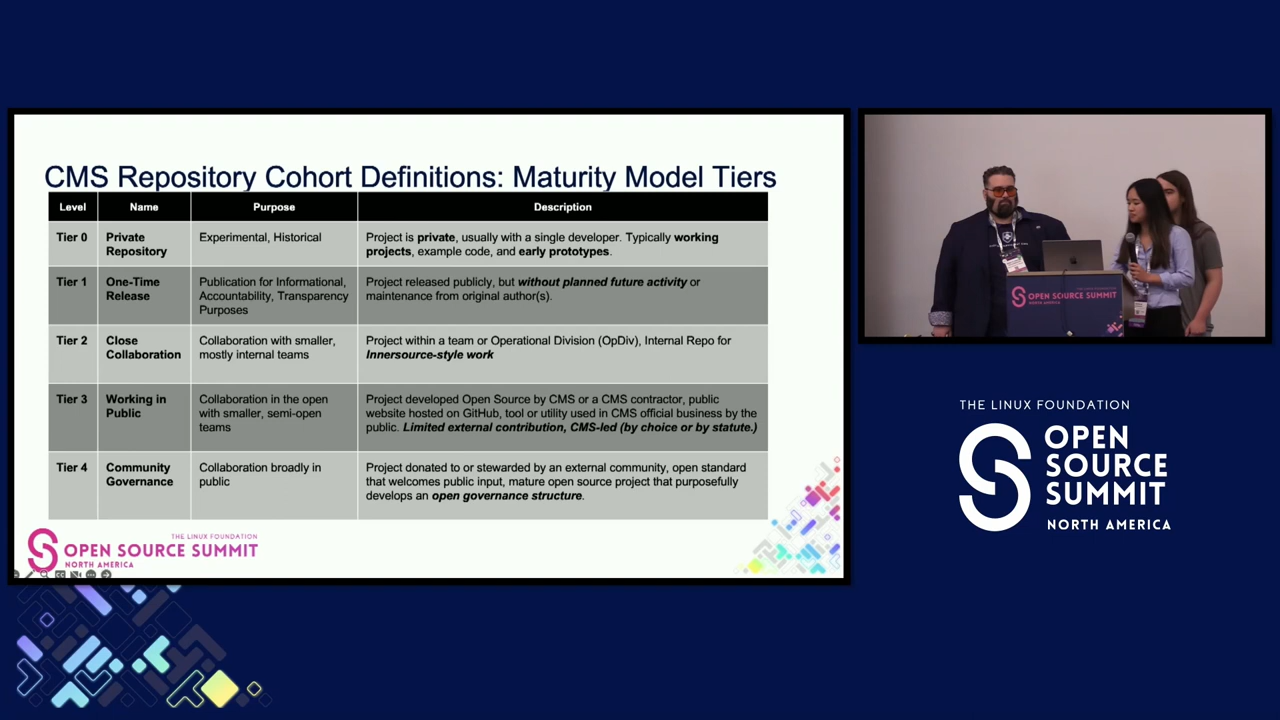 CMS Repository Cohort Definitions: Maturity Model Tiers
Level Name Purpose Description
Tier 0
Private
Repository
Experimental, Historical
Project is private, usually with a single developer. Typically working
projects, example code, and early prototypes.
Tier 1
One-Time
Release
Publication for Informational,
Accountability, Transparency
Purposes
Project released publicly, but without planned future activity or
maintenance from original author(s).
Tier 2
Close
Collaboration
Collaboration with smaller,
mostly internal teams
Project within a team or Operational Division (OpDiv), Internal Repo for
Innersource-style work
Tier 3
Working in
Public
Collaboration in the open
with smaller, semi-open
teams
Project developed Open Source by CMS or a CMS contractor, public
website hosted on GitHub, tool or utility used in CMS official business by the
public. Limited external contribution, CMS-led (by choice or by statute.)
Tier 4
Community
Governance
Collaboration broadly in
public
Project donated to or stewarded by an external community, open standard
that welcomes public input, mature open source project that purposefully
develops an open governance structure.
THE LINUX FOUNDATION
OPEN SOURCE SUMMIT
NORTH AMERICA
OPEN SOURCE SUMMIT
THE LINUX FOUNDATION
OPEN
SOURCE
SUMMIT
NORTH AMERICA